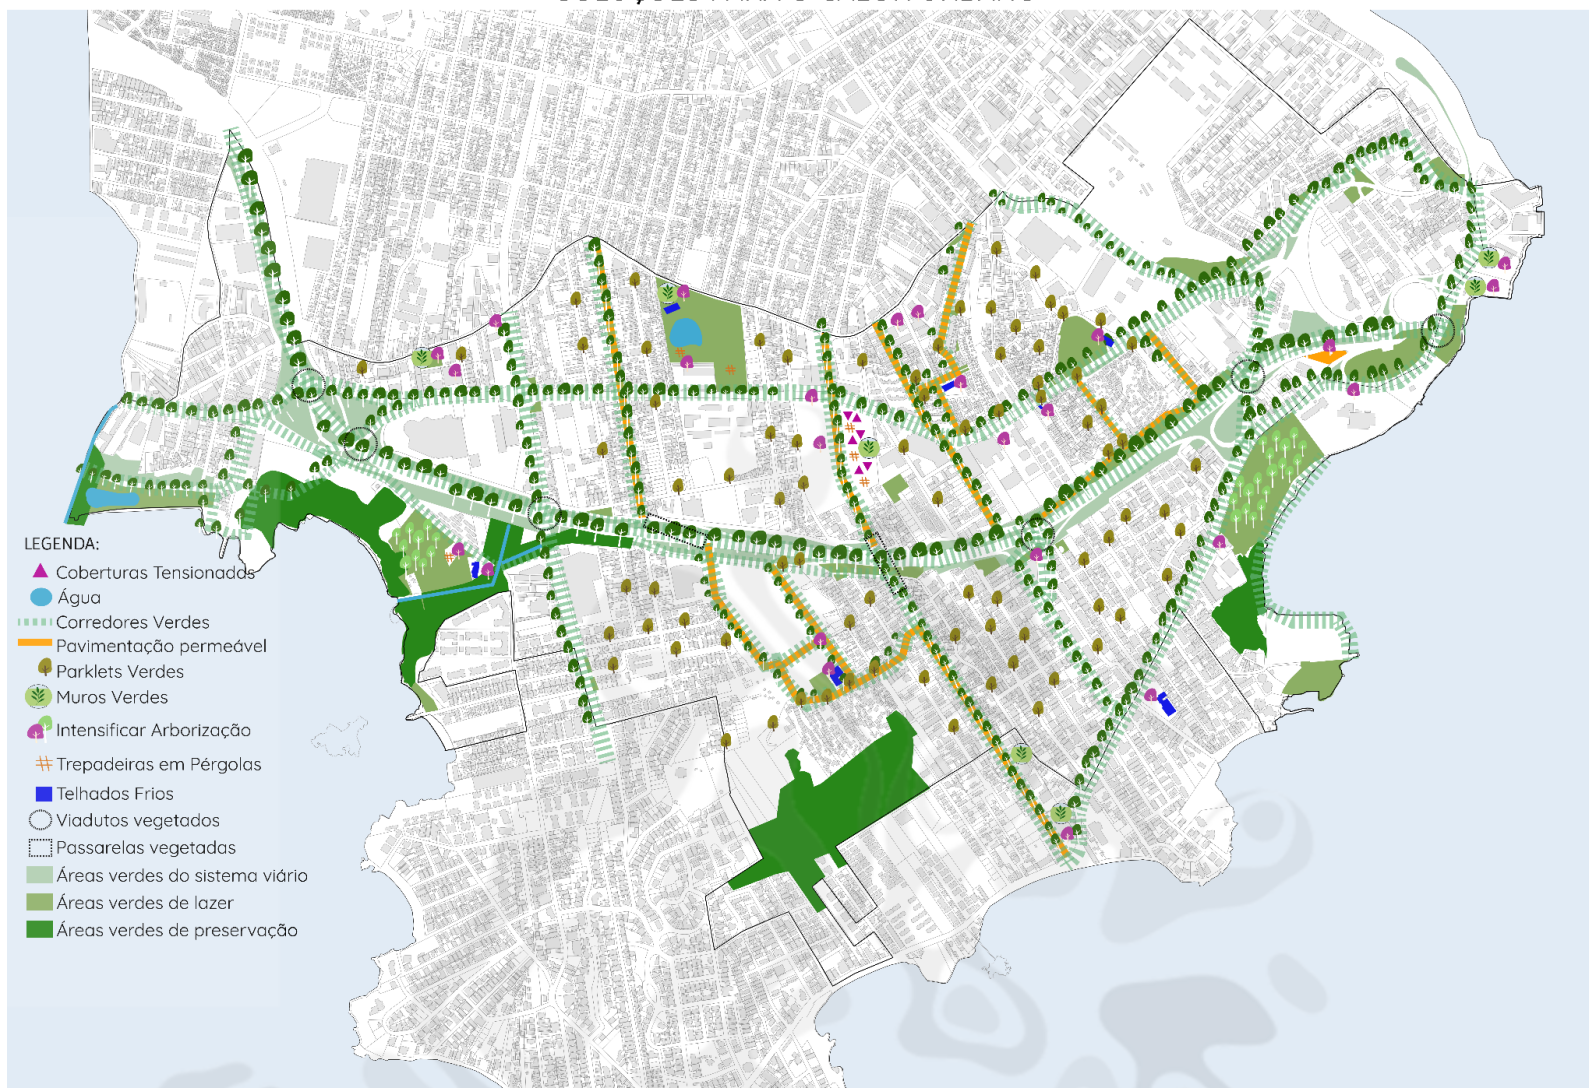 LEGENDA:
Coberturas Tensionadas
Água
Corredores Verdes
Pavimentação permeável
Parklets Verdes
Muros Verdes
Intensificar Arborização
Trepadeiras em Pérgolas
Telhados Frios
Viadutos vegetados
Passarelas vegetadas
Áreas verdes do sistema viário
Áreas verdes de lazer
Áreas verdes de preservação